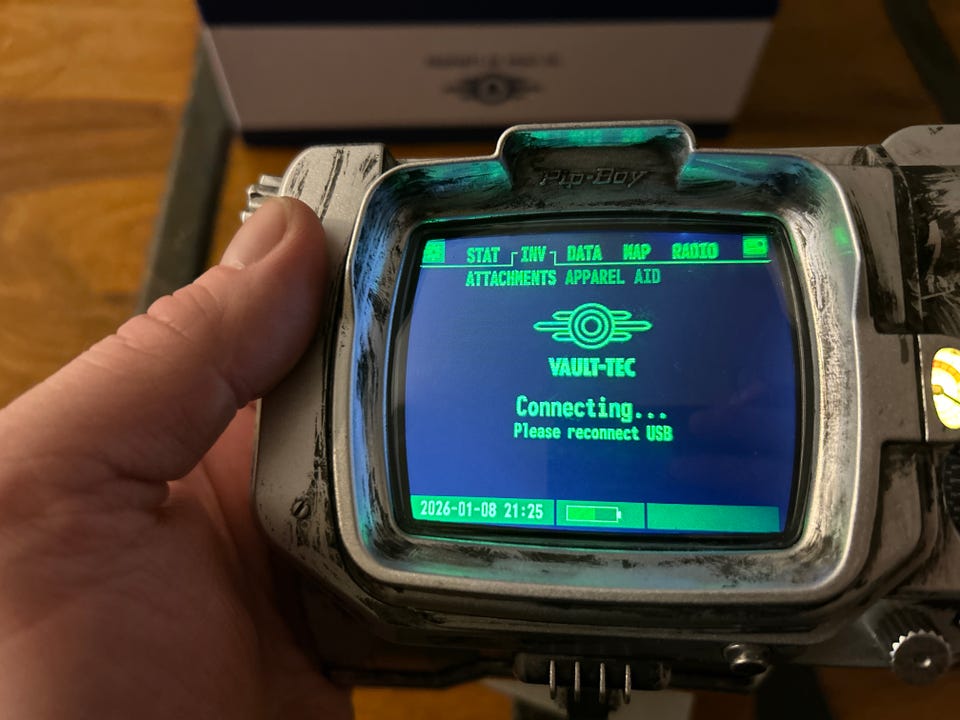 Pip-Boy
STAT INV DATA MAP RADIO
ATTACHMENTS APPAREL AID
VAULT-TEC
Connecting...
Please reconnect USB
2026-01-08 21:25